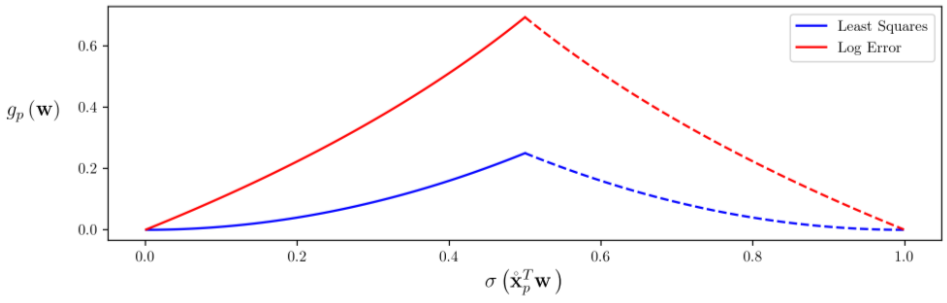 Least Squares
Log Error
0.6
0.4
0.2
0.0
g_p (w)
0.0 0.2 0.4 0.6 0.8 1.0
σ (x̊_p^T w)